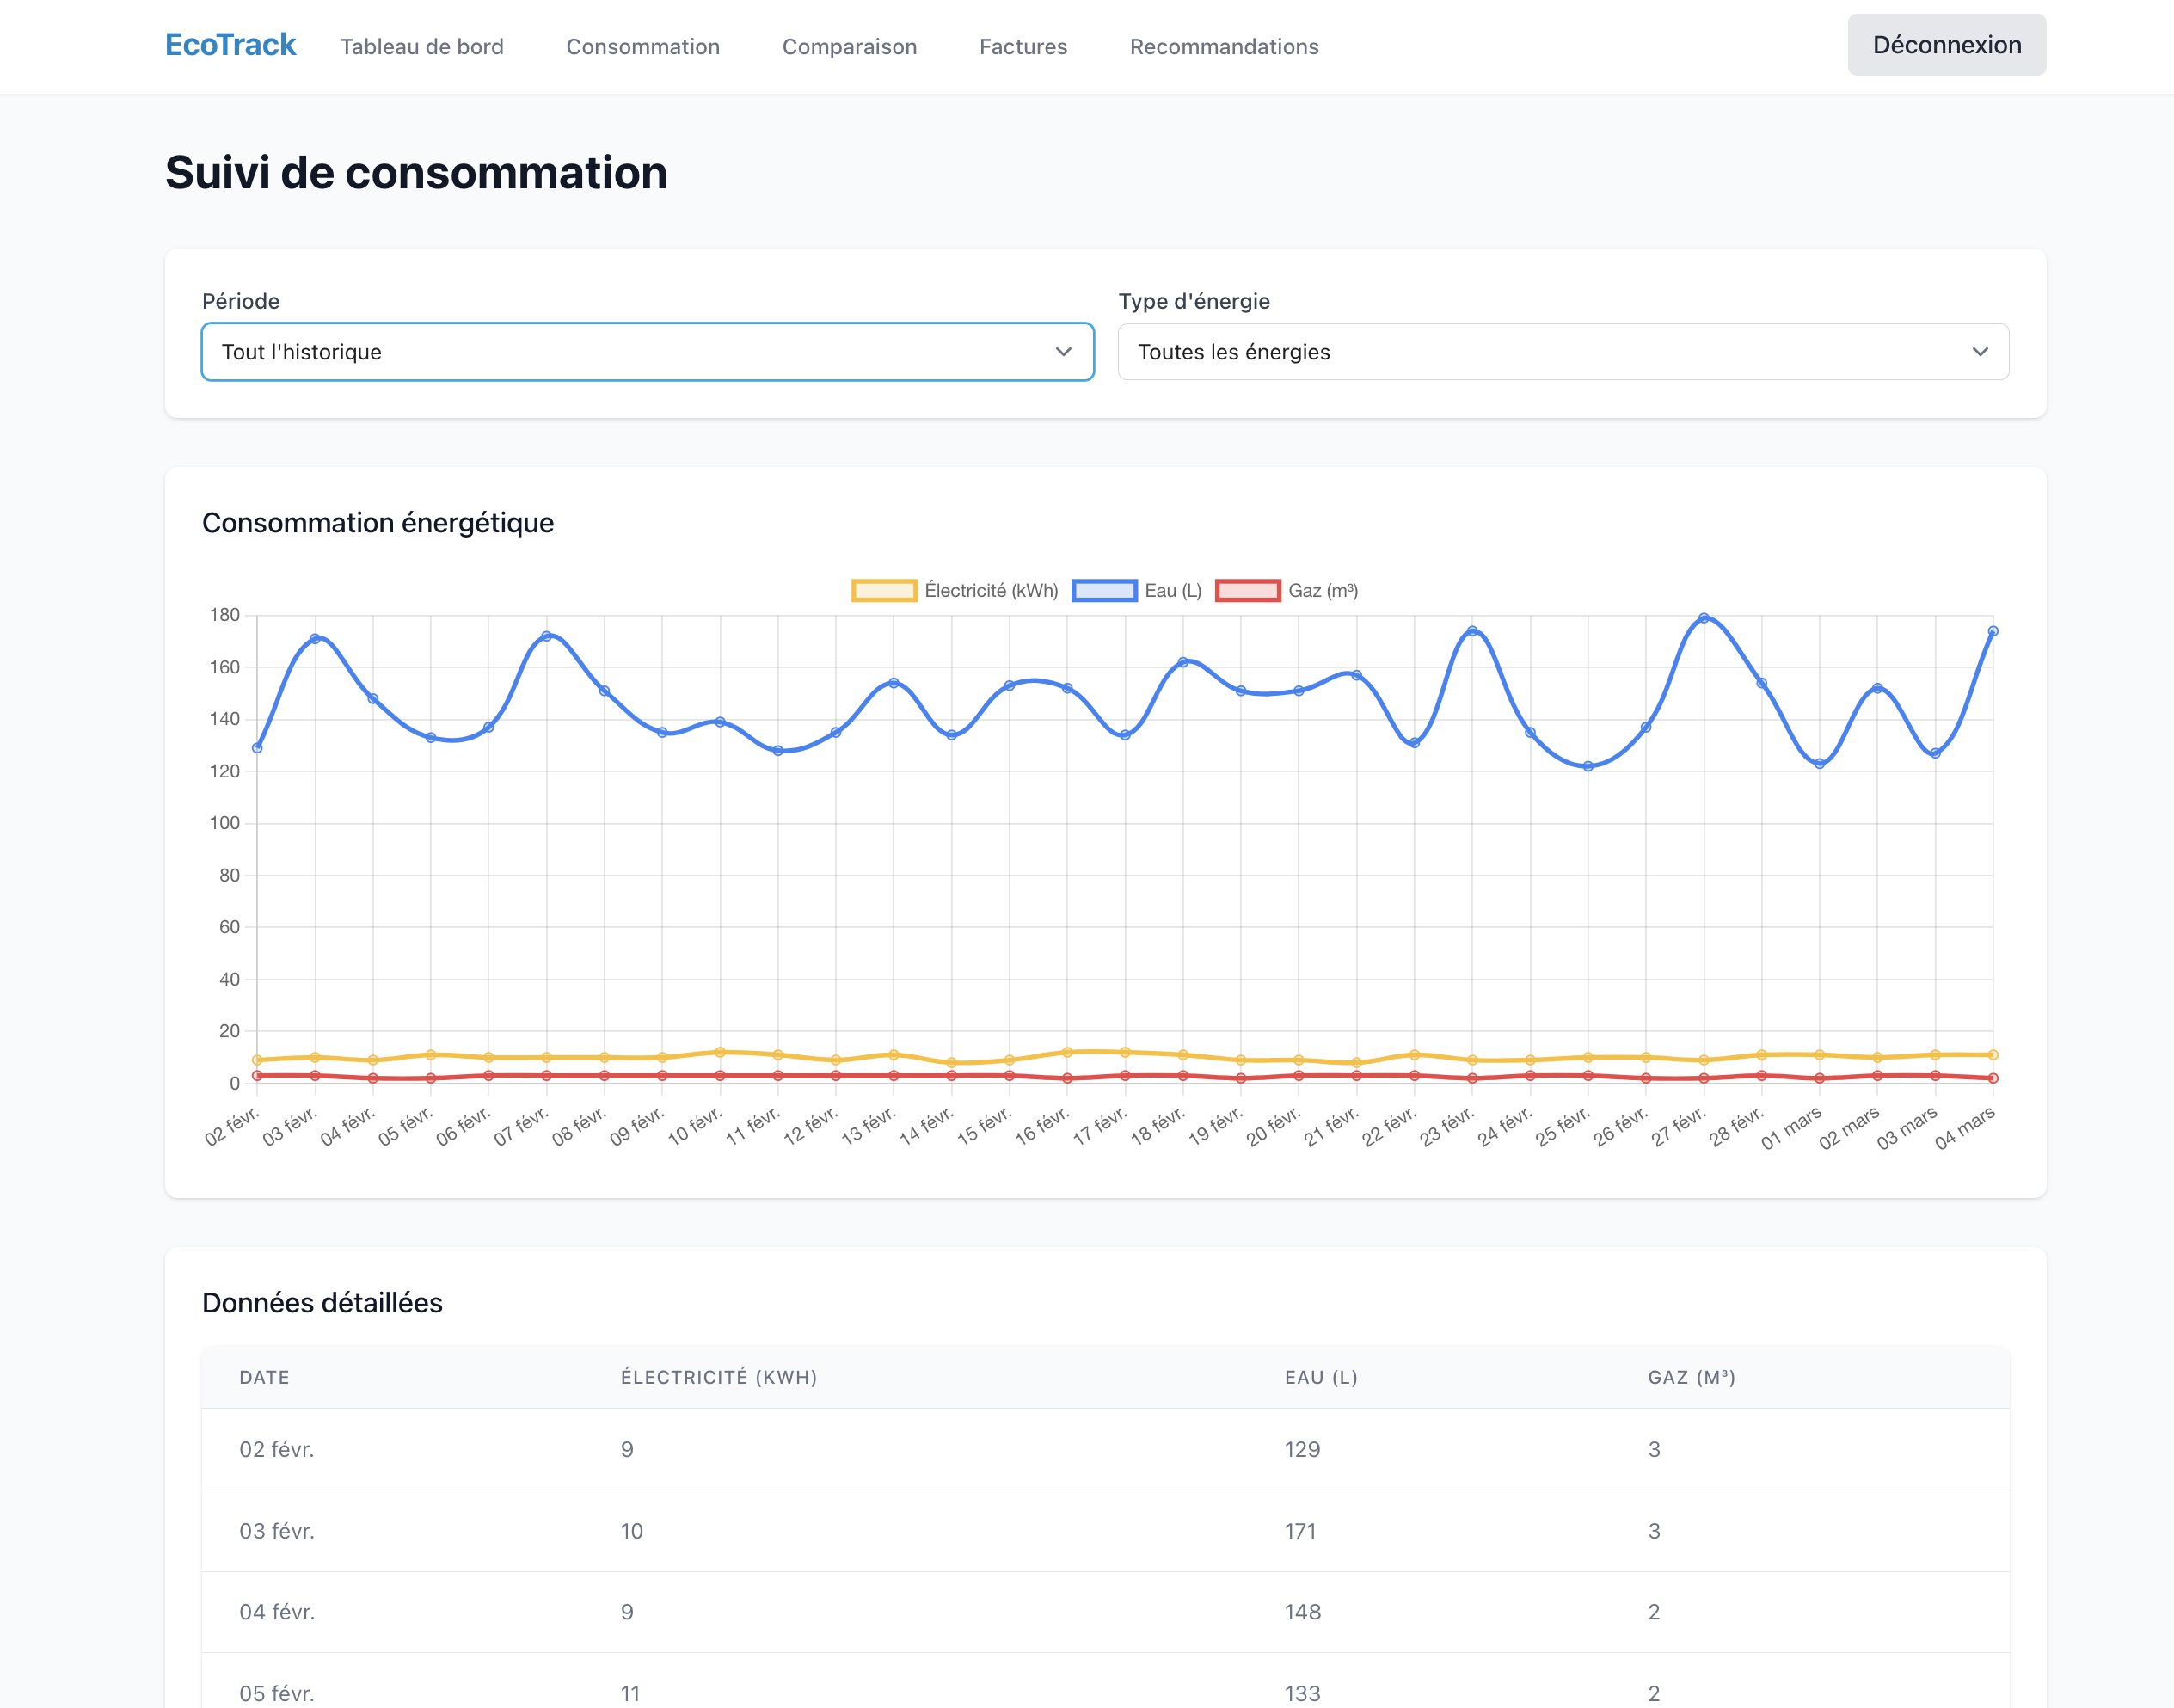 EcoTrack Tableau de bord Consommation Comparaison Factures Recommandations Déconnexion
Suivi de consommation
Période Type d'énergie
Tout l'historique Toutes les énergies
Consommation énergétique
Électricité (kWh) Eau (L) Gaz (m³)
180
160
140
120
100
80
60
40
20
0
02 févr. 03 févr. 04 févr. 05 févr. 06 févr. 07 févr. 08 févr. 09 févr. 10 févr. 11 févr. 12 févr. 13 févr. 14 févr. 15 févr. 16 févr. 17 févr. 18 févr. 19 févr. 20 févr. 21 févr. 22 févr. 23 févr. 24 févr. 25 févr. 26 févr. 27 févr. 28 févr. 01 mars 02 mars 03 mars 04 mars
Données détaillées
DATE ÉLECTRICITÉ (KWH) EAU (L) GAZ (M³)
02 févr. 9 129 3
03 févr. 10 171 3
04 févr. 9 148 2
05 févr. 11 133 2